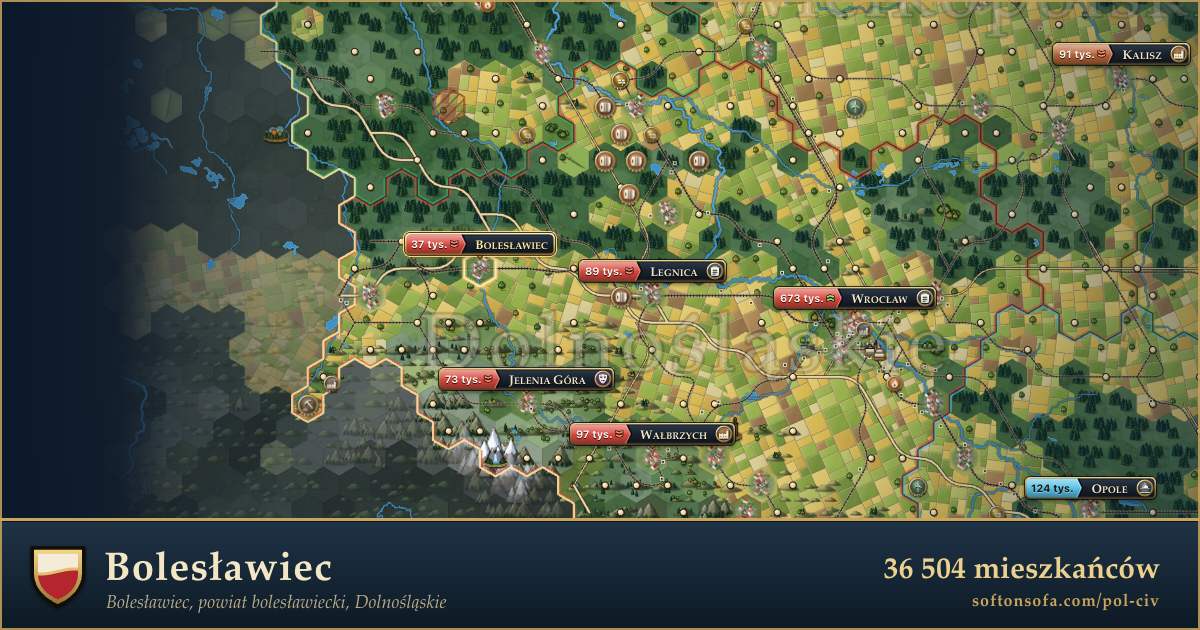 Wielkopolskie
91 tys. KALISZ
37 tys. BOLESŁAWIEC
89 tys. LEGNICA
673 tys. WROCŁAW
Dolnośląskie
73 tys. JELENIA GÓRA
97 tys. WAŁBRZYCH
124 tys. OPOLE
Bolesławiec
Bolesławiec, powiat bolesławiecki, Dolnośląskie
36 504 mieszkańców
softonsofa.com/pol-civ